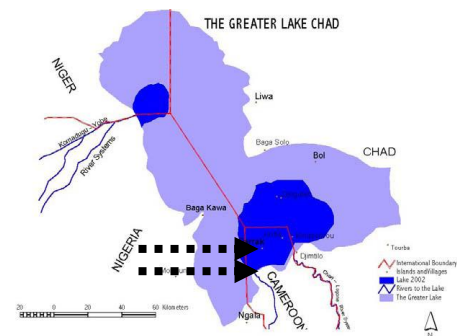 THE GREATER LAKE CHAD
NIGER
Liwa
Komadugu - Yobe
River Systems
Baga Solo
Bol
CHAD
Baga Kawa
NIGERIA
Djimtilo
CAMEROON
Ngala
Tourba
International Boundary
Islands and Villages
Lake 2002
Rivers to the Lake
The Greater Lake
20 0 20 40 60 Kilometers
N